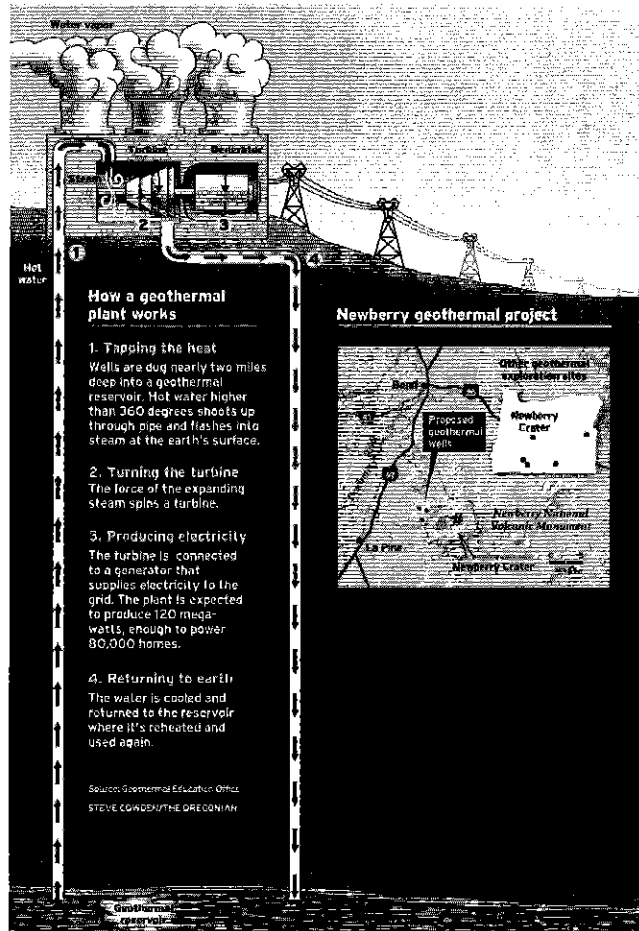 Water vapor
Turbine
Generator
Steam
2
3
1
4
Hot
water
How a geothermal
plant works
1. Tapping the heat
Wells are dug nearly two miles
deep into a geothermal
reservoir. Hot water higher
than 360 degrees shoots up
through pipe and flashes into
steam at the earth's surface.
2. Turning the turbine
The force of the expanding
steam spins a turbine.
3. Producing electricity
The turbine is connected
to a generator that
supplies electricity to the
grid. The plant is expected
to produce 120 mega-
watts, enough to power
80,000 homes.
4. Returning to earth
The water is cooled and
returned to the reservoir
where it's reheated and
used again.
Source: Geothermal Education Office
STEVE COWDEN/THE OREGONIAN
Newberry geothermal project
Other geothermal
exploration sites
Bend
Newberry
Crater
Proposed
geothermal
wells
Newberry National
Volcanic Monument
La Pine
Newberry Crater
Geothermal
reservoir